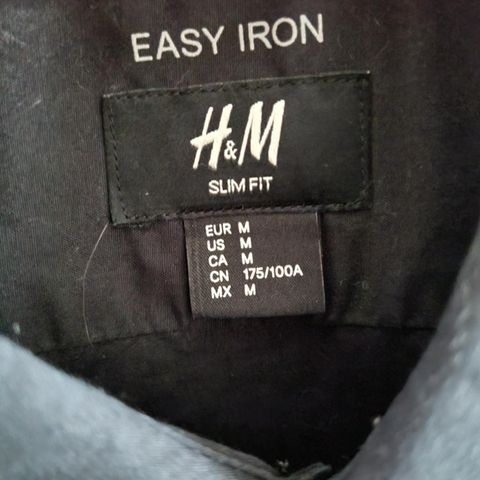 EASY IRON
H&M
SLIM FIT
EUR M
US M
CA M
CN 175/100A
MX M